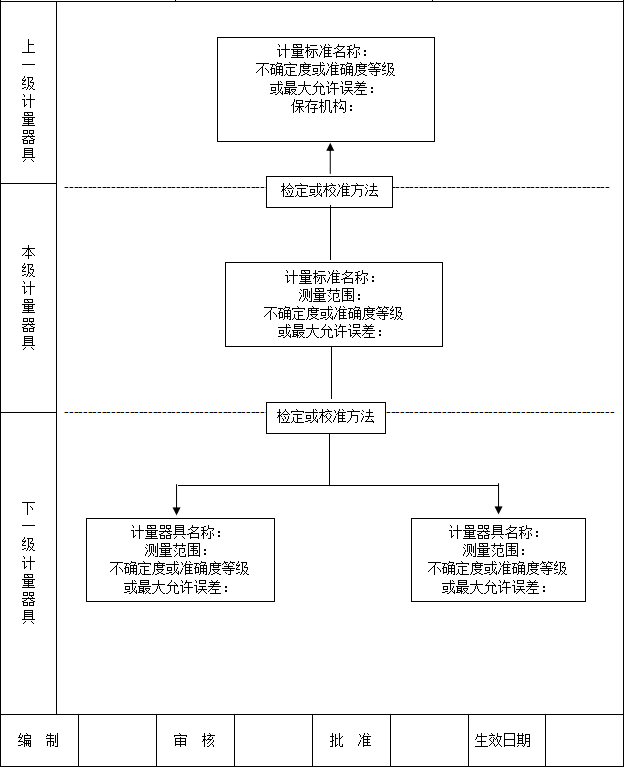 上一级计量器具
计量标准名称：
不确定度或准确度等级
或最大允许误差：
保存机构：
检定或校准方法
本级计量器具
计量标准名称：
测量范围：
不确定度或准确度等级
或最大允许误差：
检定或校准方法
下一级计量器具
计量器具名称：
测量范围：
不确定度或准确度等级
或最大允许误差：
计量器具名称：
测量范围：
不确定度或准确度等级
或最大允许误差：
编 制 审 核 批 准 生效日期